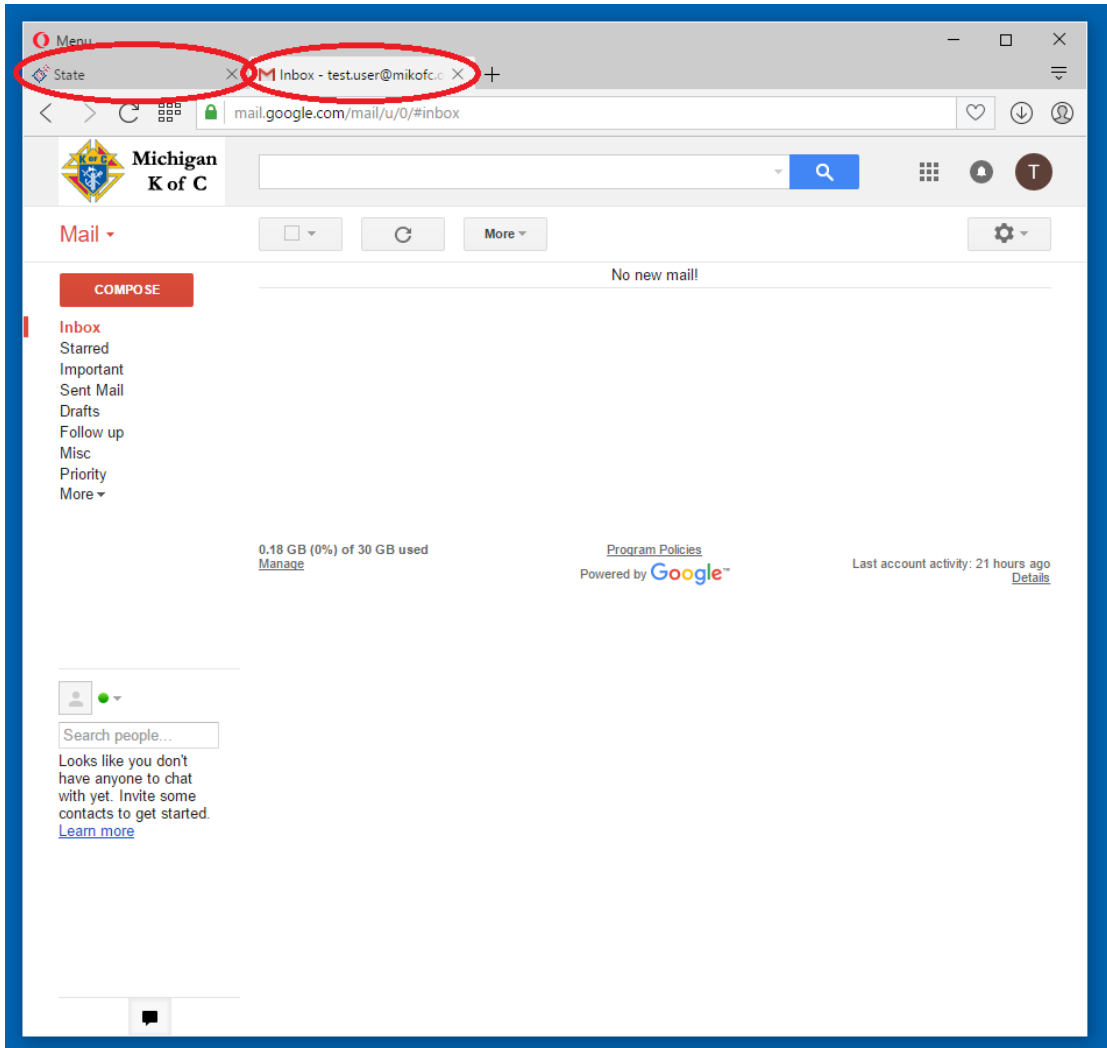 Menu
State
Inbox - test.user@mikofc.o
mail.google.com/mail/u/0/#inbox
K of C
Michigan
K of C
T
Mail
More
No new mail!
COMPOSE
Inbox
Starred
Important
Sent Mail
Drafts
Follow up
Misc
Priority
More
0.18 GB (0%) of 30 GB used
Manage
Program Policies
Powered by Google™
Last account activity: 21 hours ago
Details
Search people...
Looks like you don't
have anyone to chat
with yet. Invite some
contacts to get started.
Learn more